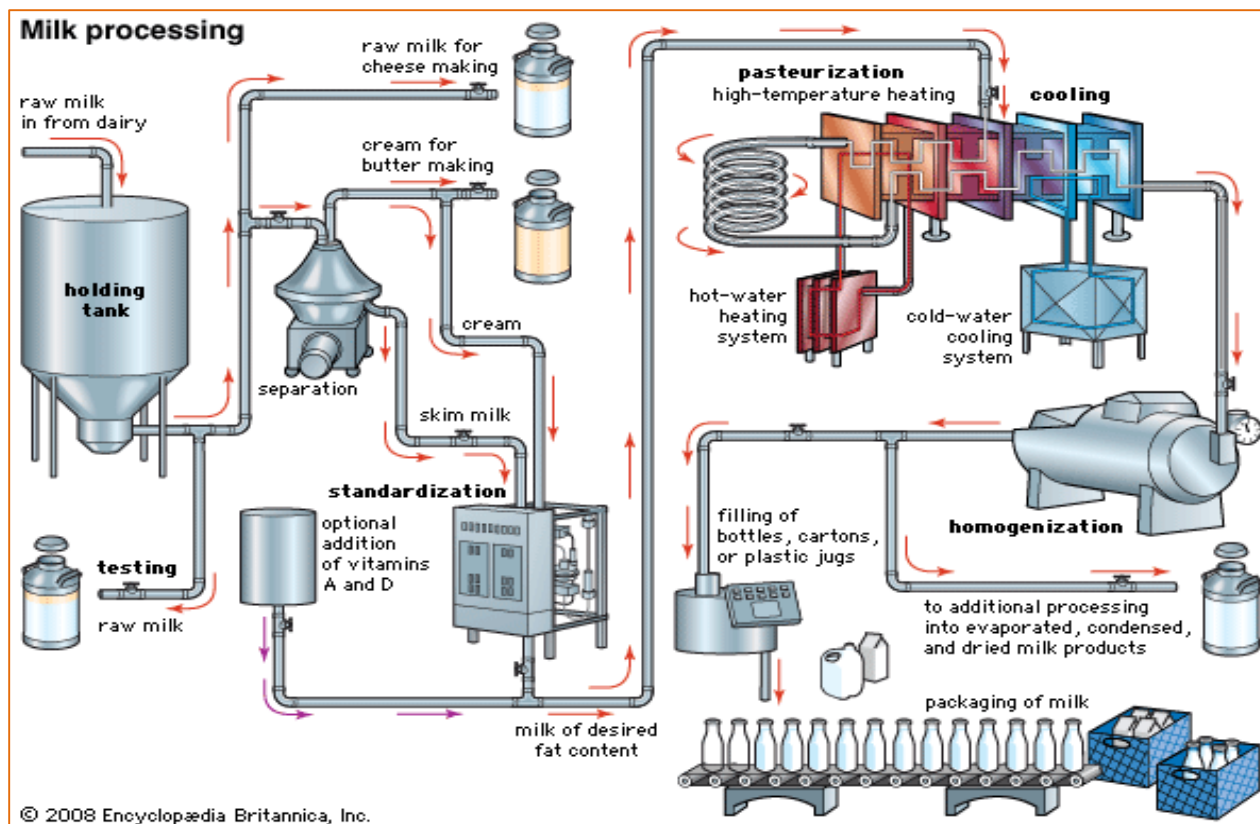 Milk processing
raw milk
in from dairy
holding
tank
testing
raw milk
raw milk for
cheese making
cream for
butter making
separation
cream
skim milk
standardization
optional
addition
of vitamins
A and D
milk of desired
fat content
pasteurization
high-temperature heating
cooling
hot-water
heating
system
cold-water
cooling
system
homogenization
filling of
bottles, cartons,
or plastic jugs
to additional processing
into evaporated, condensed,
and dried milk products
packaging of milk
© 2008 Encyclopædia Britannica, Inc.